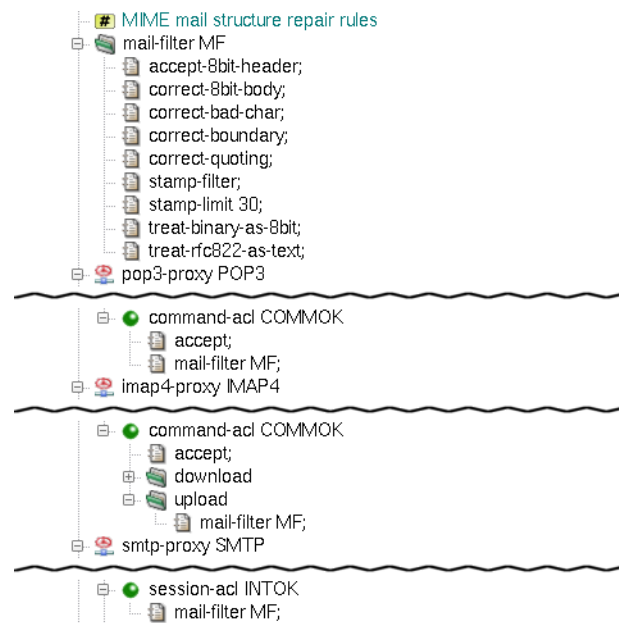 # MIME mail structure repair rules
mail-filter MF
accept-8bit-header;
correct-8bit-body;
correct-bad-char;
correct-boundary;
correct-quoting;
stamp-filter;
stamp-limit 30;
treat-binary-as-8bit;
treat-rfc822-as-text;
pop3-proxy POP3
command-acl COMMOK
accept;
mail-filter MF;
imap4-proxy IMAP4
command-acl COMMOK
accept;
download
upload
mail-filter MF;
smtp-proxy SMTP
session-acl INTOK
mail-filter MF;